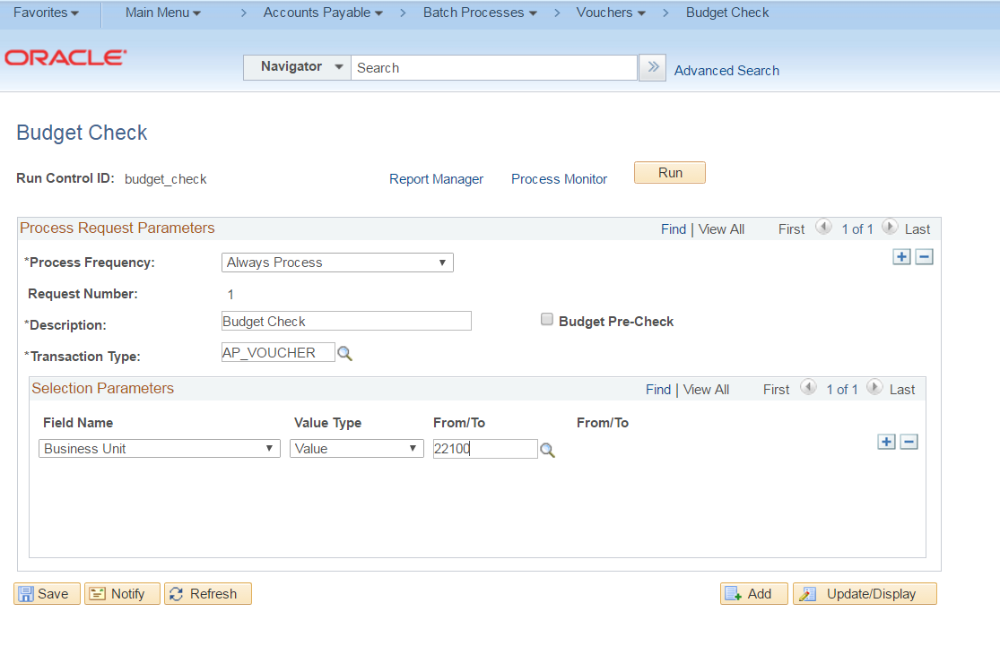 Favorites Main Menu > Accounts Payable > Batch Processes > Vouchers > Budget Check
ORACLE
Navigator Search » Advanced Search
Budget Check
Run Control ID: budget_check Report Manager Process Monitor Run
Process Request Parameters Find | View All First 1 of 1 Last
*Process Frequency: Always Process
Request Number: 1
*Description: Budget Check Budget Pre-Check
*Transaction Type: AP_VOUCHER
Selection Parameters Find | View All First 1 of 1 Last
Field Name Value Type From/To From/To
Business Unit Value 22100
Save Notify Refresh Add Update/Display